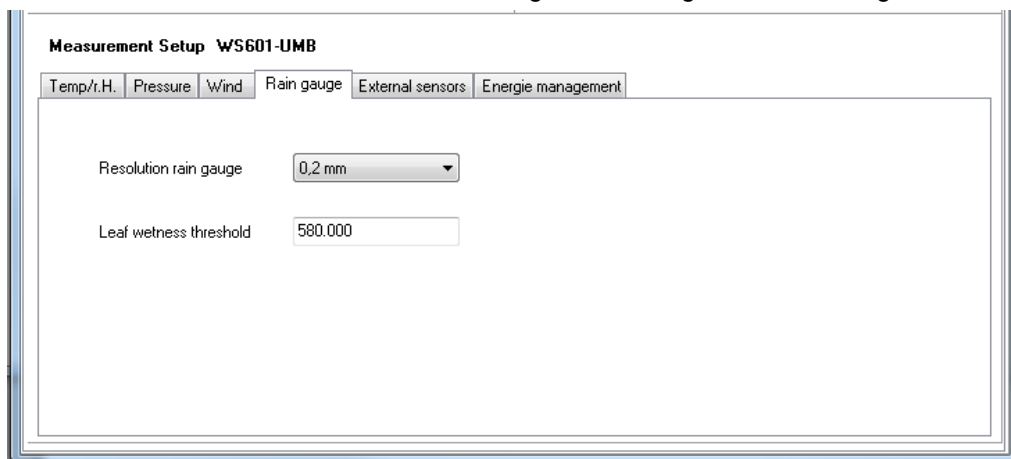 Measurement Setup WS601-UMB
Temp/r.H. Pressure Wind Rain gauge External sensors Energie management
Resolution rain gauge 0,2 mm
Leaf wetness threshold 580.000